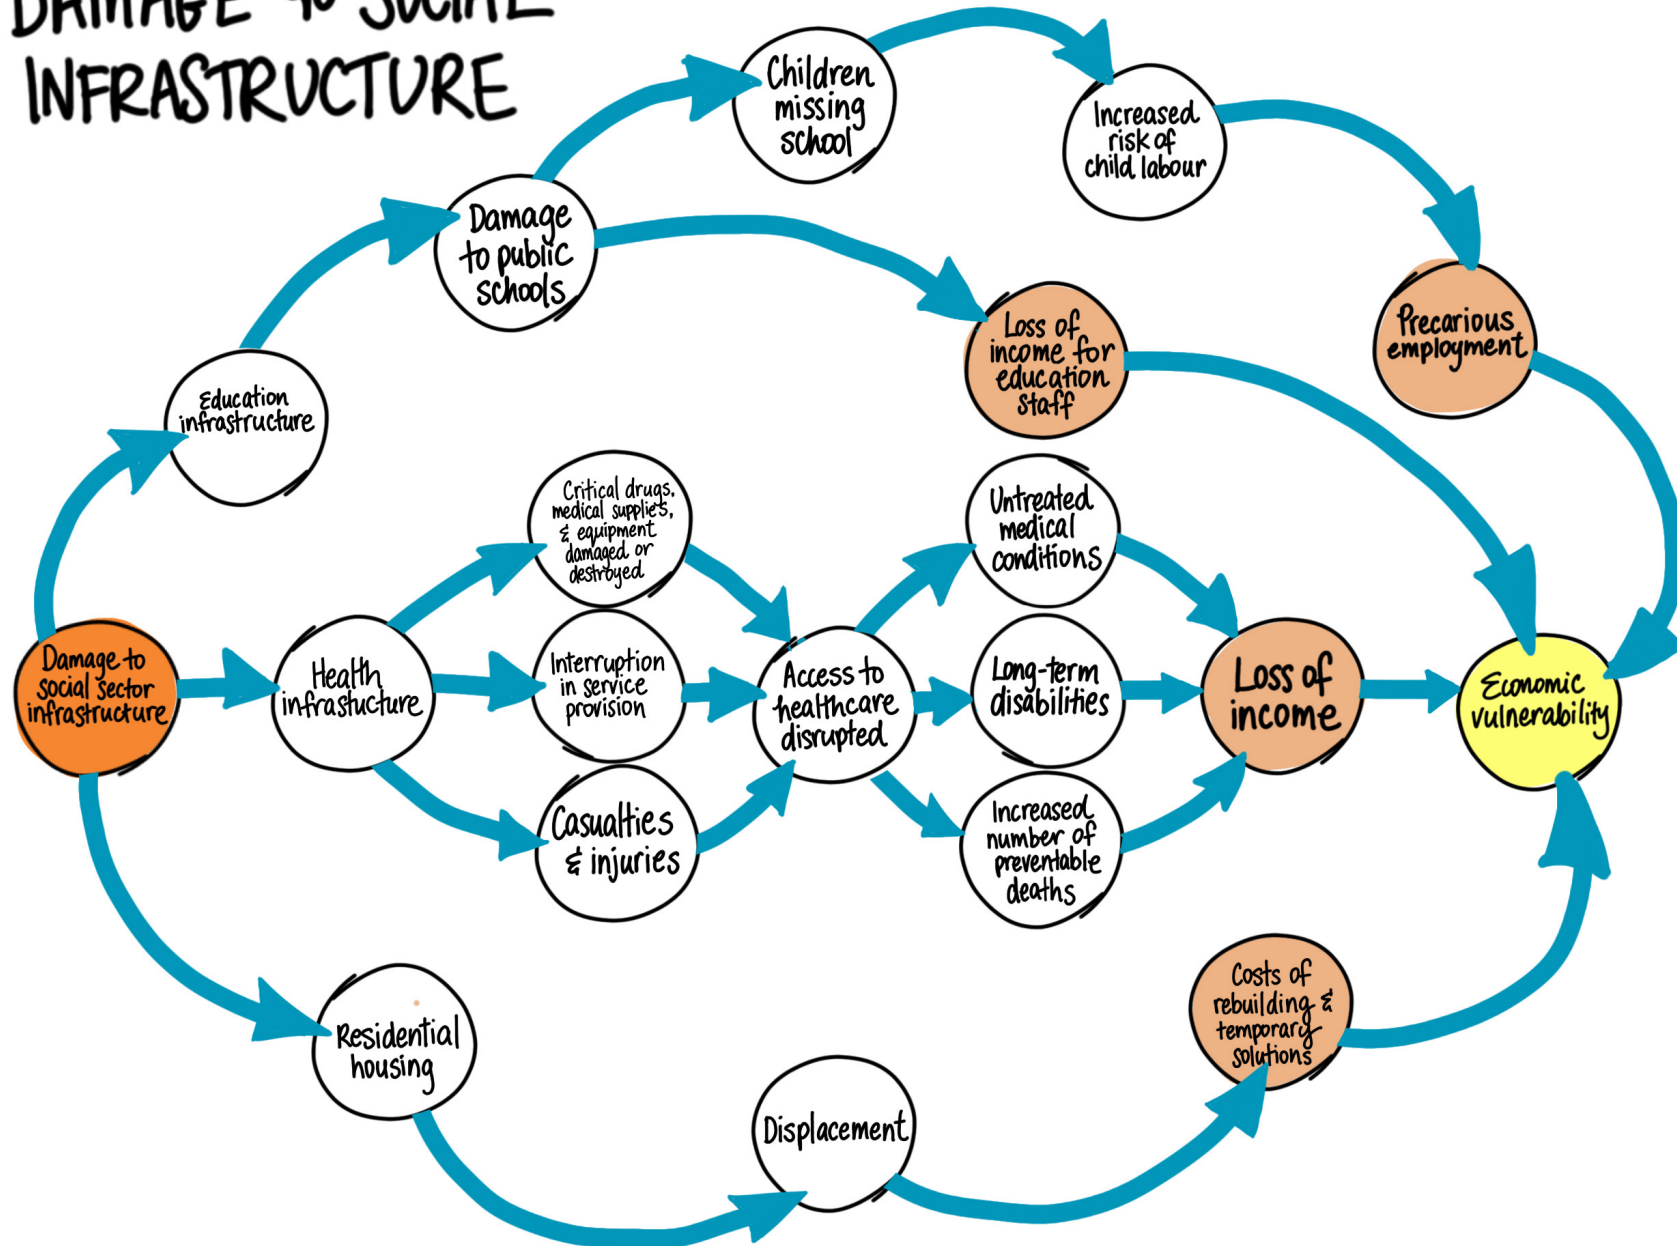 DAMAGE to SOCIAL
INFRASTRUCTURE
Children
missing
school
Increased
risk of
child labour
Damage
to public
schools
Precarious
employment
Loss of
income for
education
staff
Education
infrastructure
Critical drugs,
medical supplies,
& equipment
damaged or
destroyed
Untreated
medical
conditions
Damage to
social sector
infrastructure
Health
infrastucture
Interruption
in service
provision
Access to
healthcare
disrupted
Long-term
disabilities
Loss of
income
Economic
vulnerability
Casualties
& injuries
Increased
number of
preventable
deaths
Residential
housing
Costs of
rebuilding &
temporary
solutions
Displacement